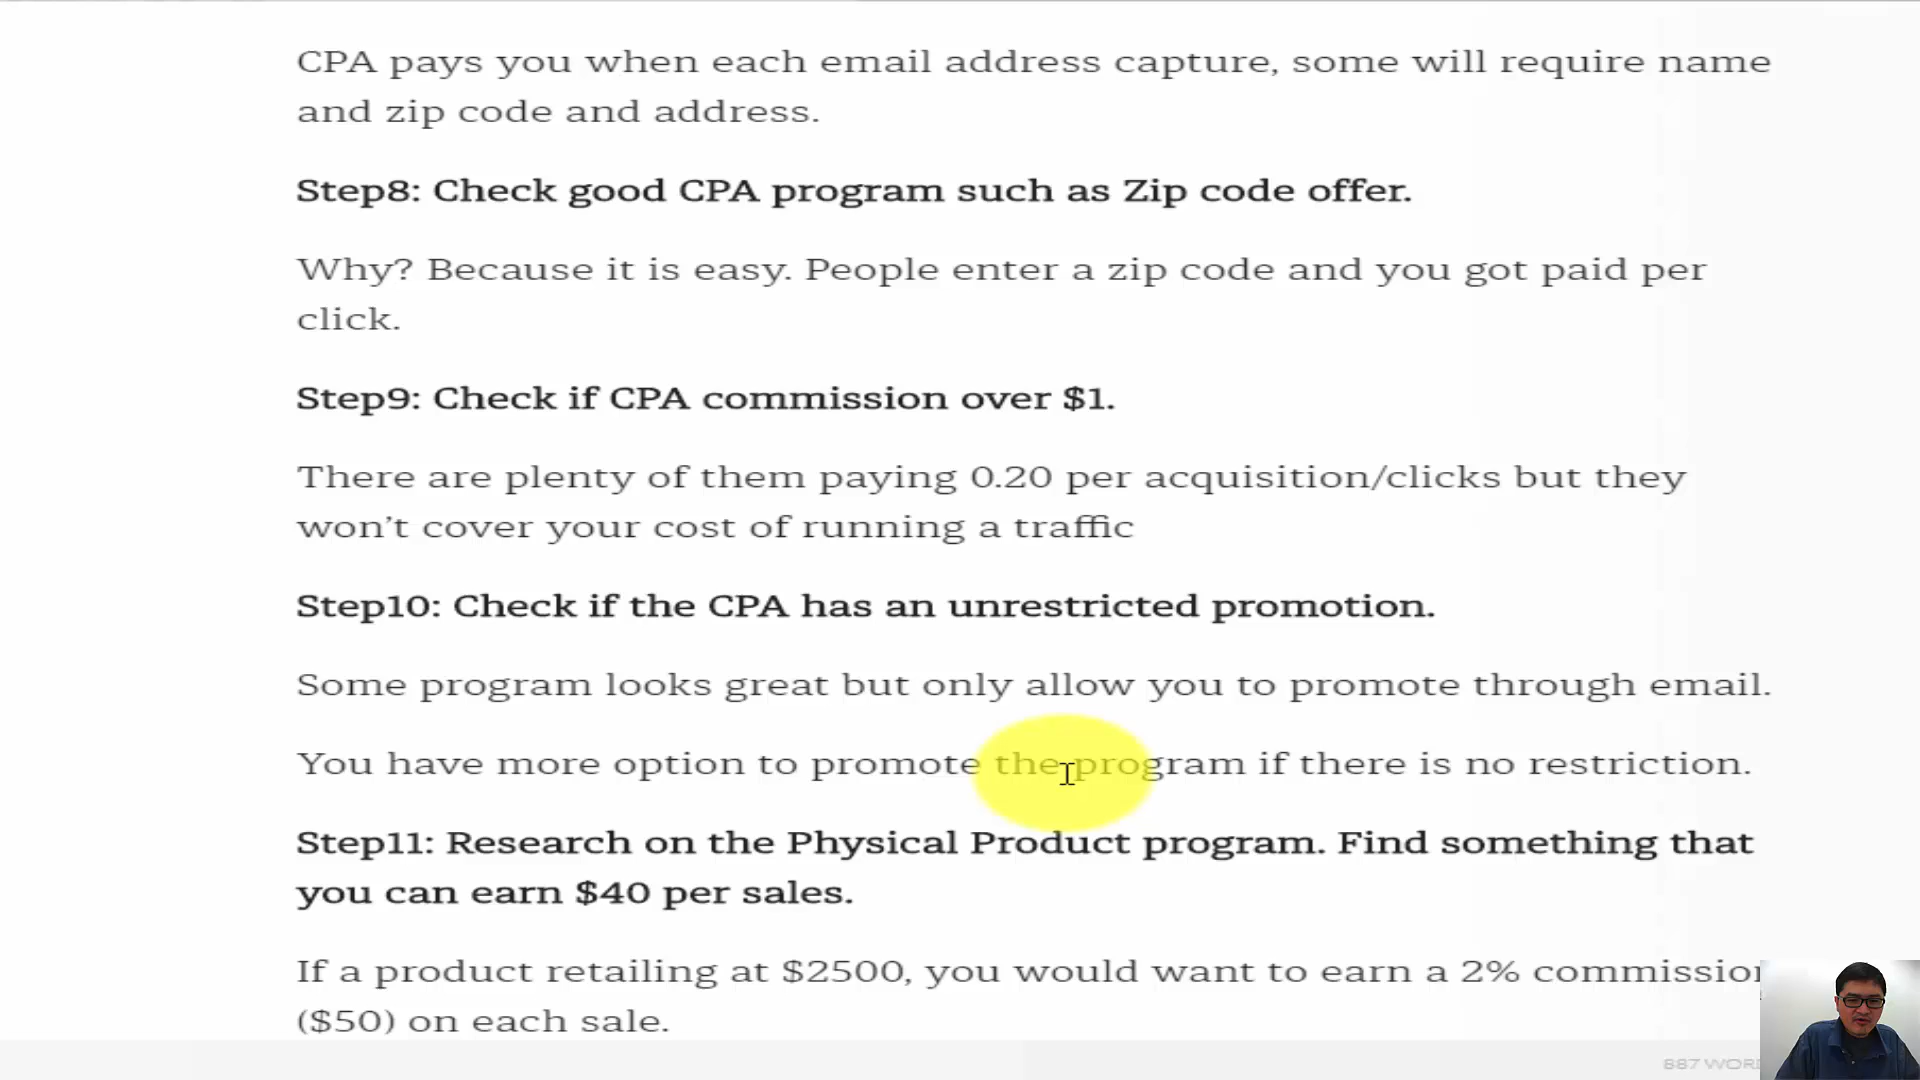 CPA pays you when each email address capture, some will require name
and zip code and address.
Step8: Check good CPA program such as Zip code offer.
Why? Because it is easy. People enter a zip code and you got paid per
click.
Step9: Check if CPA commission over $1.
There are plenty of them paying 0.20 per acquisition/clicks but they
won’t cover your cost of running a traffic
Step10: Check if the CPA has an unrestricted promotion.
Some program looks great but only allow you to promote through email.
You have more option to promote the program if there is no restriction.
Step11: Research on the Physical Product program. Find something that
you can earn $40 per sales.
If a product retailing at $2500, you would want to earn a 2% commission
($50) on each sale.
887